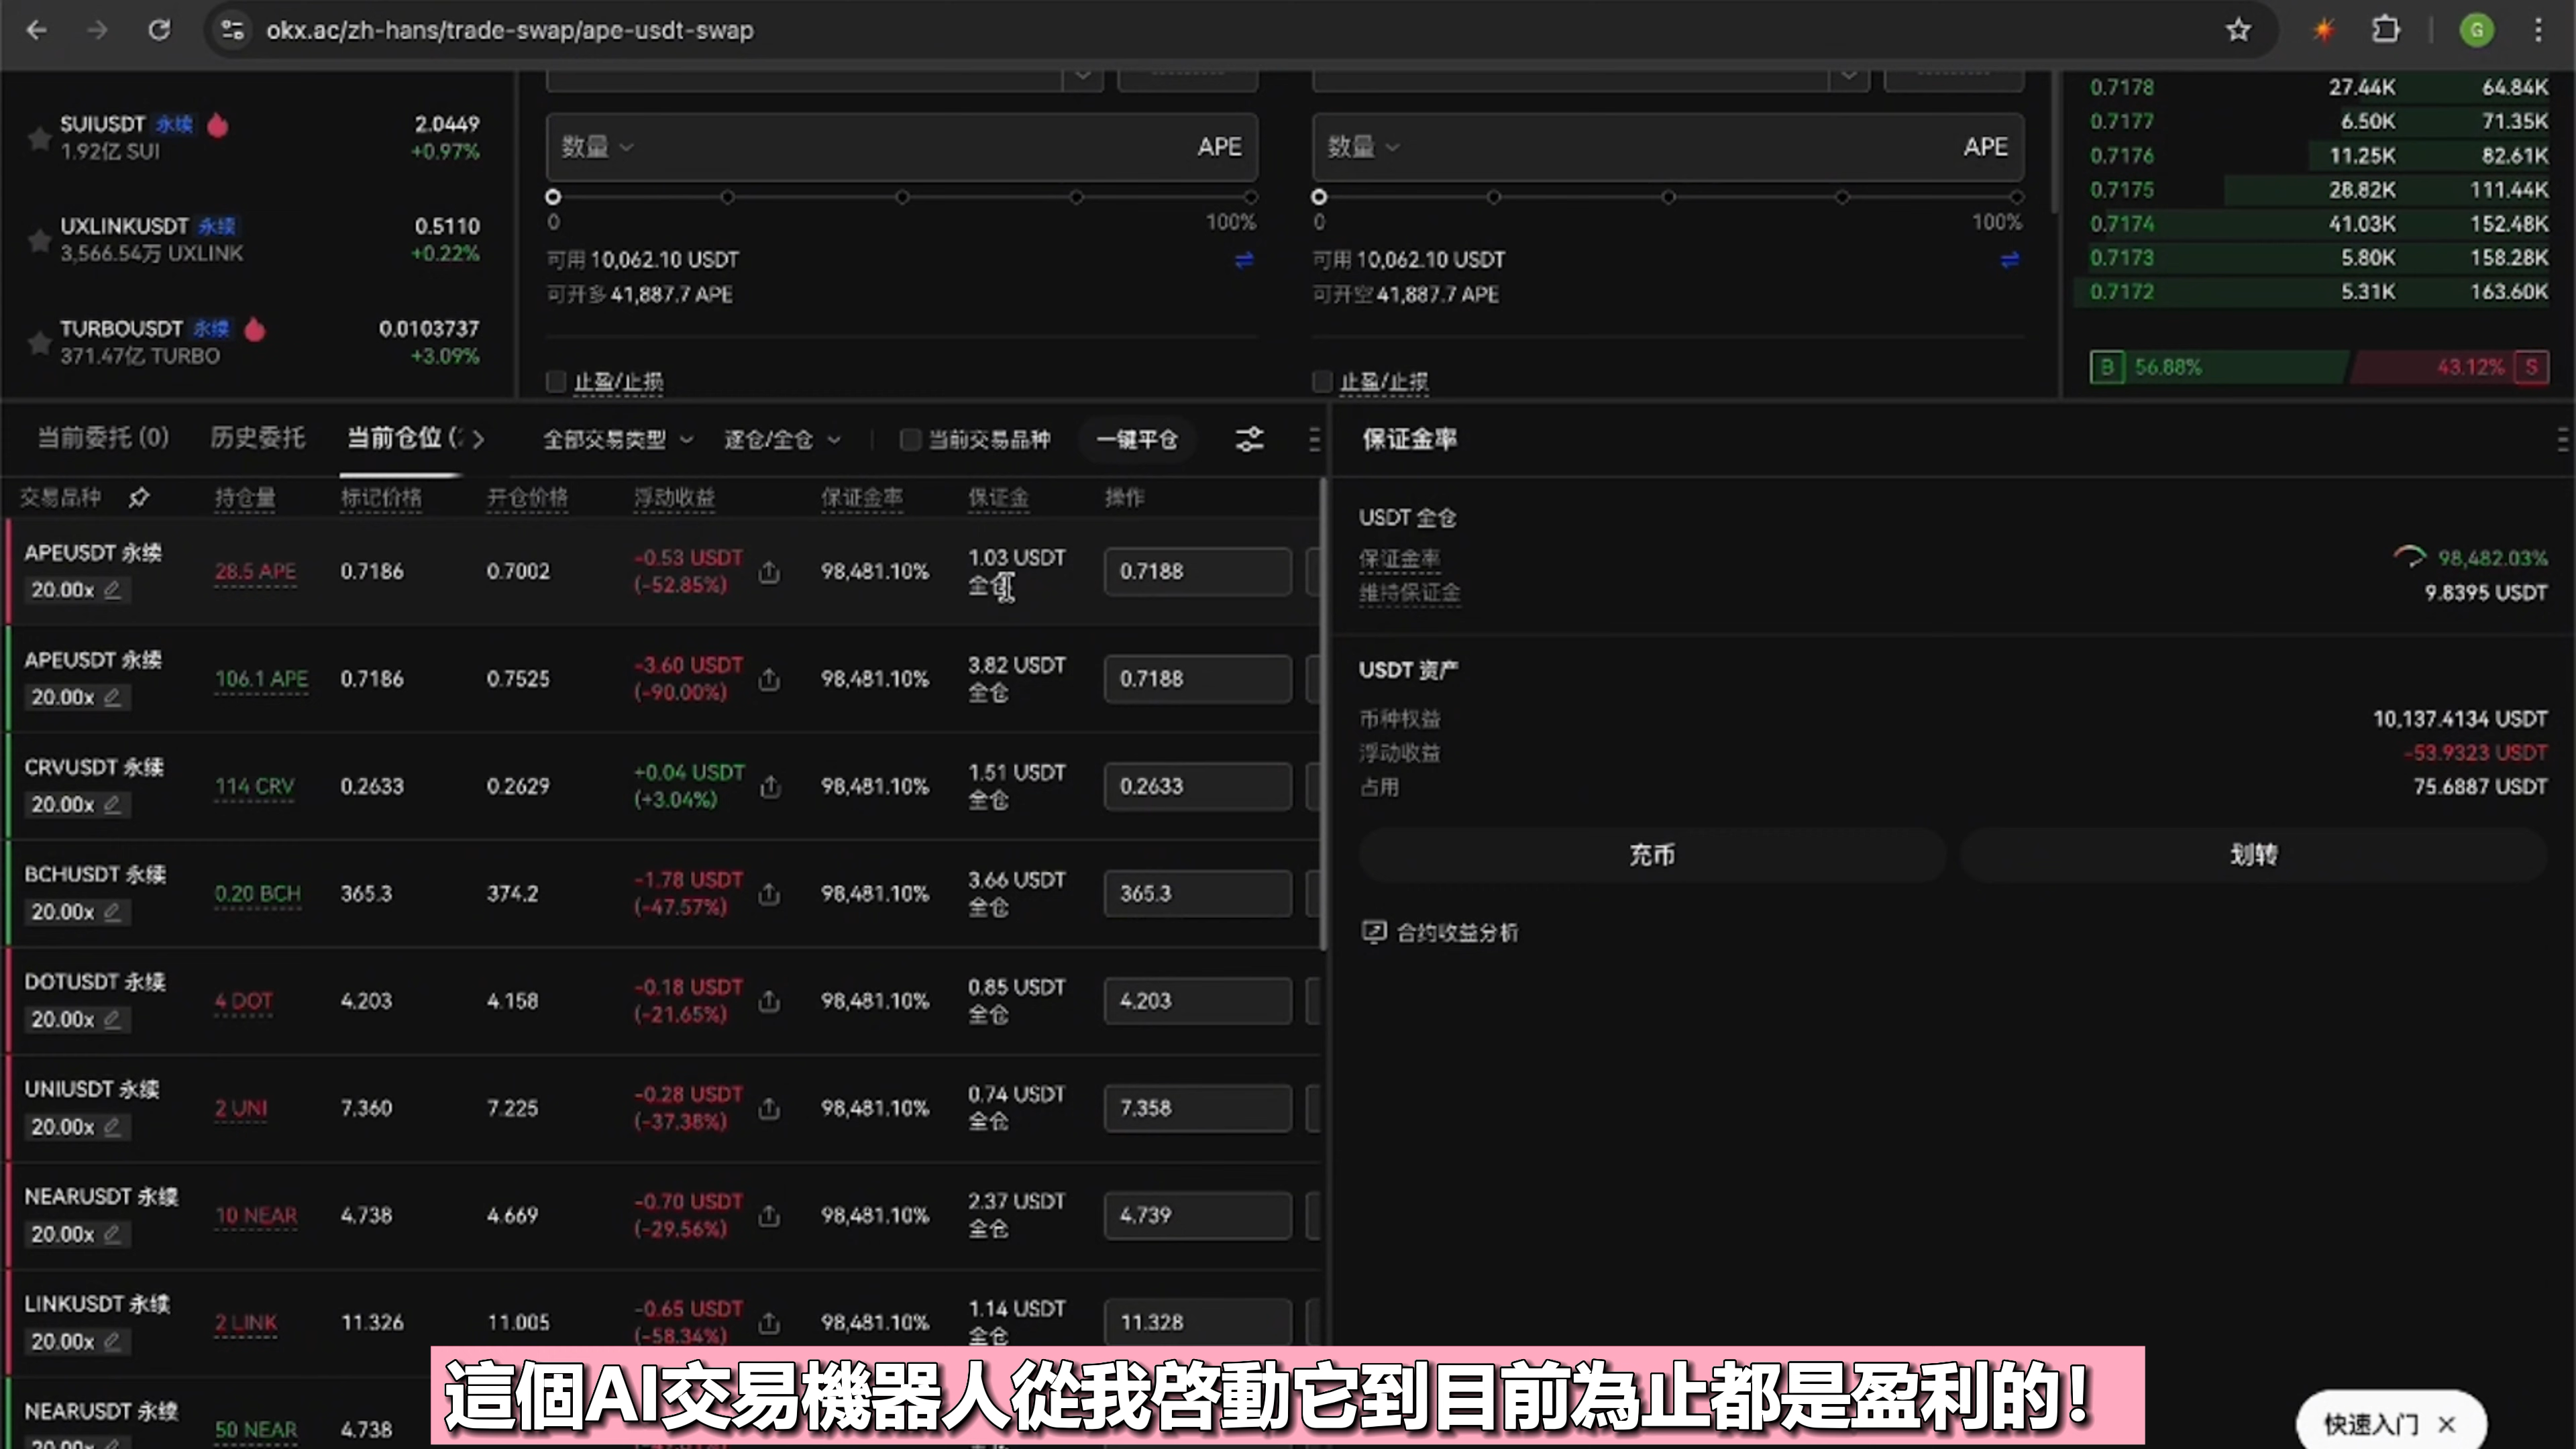 okx.ac/zh-hans/trade-swap/ape-usdt-swap
G
SUIUSDT 永续 2.0449
1.92亿 SUI +0.97%
UXLINKUSDT 永续 0.5110
3,566.54万 UXLINK +0.22%
TURBOUSDT 永续 0.0103737
371.47亿 TURBO +3.09%
数量 APE
0 100%
可用 10,062.10 USDT
可开多 41,887.7 APE
止盈/止损
数量 APE
0 100%
可用 10,062.10 USDT
可开空 41,887.7 APE
止盈/止损
0.7178 27.44K 64.84K
0.7177 6.50K 71.35K
0.7176 11.25K 82.61K
0.7175 28.82K 111.44K
0.7174 41.03K 152.48K
0.7173 5.80K 158.28K
0.7172 5.31K 163.60K
B 56.88% 43.12% S
当前委托 (0) 历史委托 当前仓位 ( 全部交易类型 逐仓/全仓 当前交易品种 一键平仓
交易品种 持仓量 标记价格 开仓价格 浮动收益 保证金率 保证金 操作
APEUSDT 永续
20.00x
28.5 APE 0.7186 0.7002
-0.53 USDT
(-52.85%)
98,481.10%
1.03 USDT
全仓
0.7188
APEUSDT 永续
20.00x
106.1 APE 0.7186 0.7525
-3.60 USDT
(-90.00%)
98,481.10%
3.82 USDT
全仓
0.7188
CRVUSDT 永续
20.00x
114 CRV 0.2633 0.2629
+0.04 USDT
(+3.04%)
98,481.10%
1.51 USDT
全仓
0.2633
BCHUSDT 永续
20.00x
0.20 BCH 365.3 374.2
-1.78 USDT
(-47.57%)
98,481.10%
3.66 USDT
全仓
365.3
DOTUSDT 永续
20.00x
4 DOT 4.203 4.158
-0.18 USDT
(-21.65%)
98,481.10%
0.85 USDT
全仓
4.203
UNIUSDT 永续
20.00x
2 UNI 7.360 7.225
-0.28 USDT
(-37.38%)
98,481.10%
0.74 USDT
全仓
7.358
NEARUSDT 永续
20.00x
10 NEAR 4.738 4.669
-0.70 USDT
(-29.56%)
98,481.10%
2.37 USDT
全仓
4.739
LINKUSDT 永续
20.00x
2 LINK 11.326 11.005
-0.65 USDT
(-58.34%)
98,481.10%
1.14 USDT
全仓
11.328
NEARUSDT 永续
20.00x
50 NEAR 4.738
保证金率
USDT 全仓
保证金率 98,482.03%
维持保证金 9.8395 USDT
USDT 资产
币种权益 10,137.4134 USDT
浮动收益 -53.9323 USDT
占用 75.6887 USDT
充币 划转
合约收益分析
這個AI交易機器人從我啓動它到目前為止都是盈利的!
快速入门